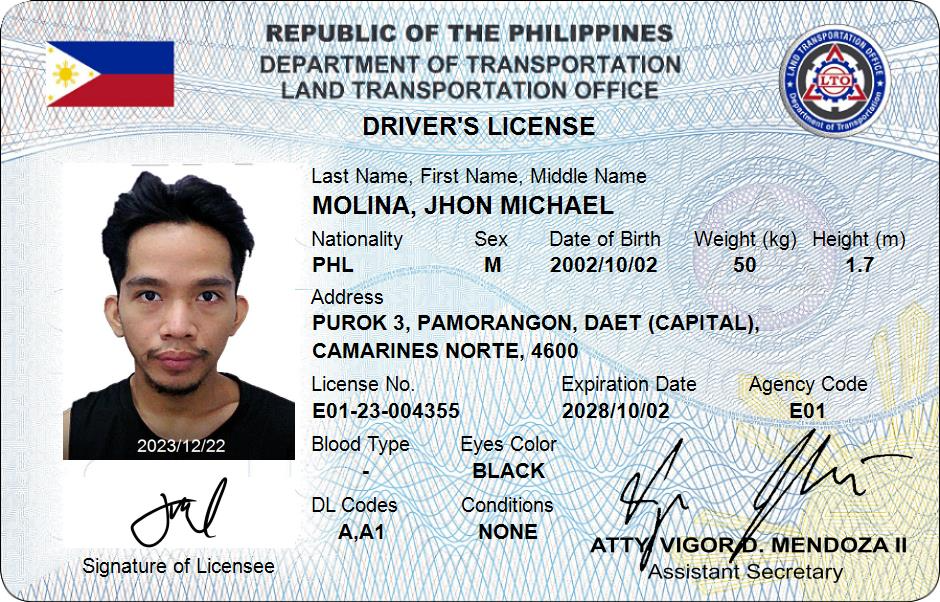 REPUBLIC OF THE PHILIPPINES
DEPARTMENT OF TRANSPORTATION
LAND TRANSPORTATION OFFICE
DRIVER'S LICENSE
LAND TRANSPORTATION OFFICE
LTO
Department of Transportation
Last Name, First Name, Middle Name
MOLINA, JHON MICHAEL
Nationality Sex Date of Birth Weight (kg) Height (m)
PHL M 2002/10/02 50 1.7
Address
PUROK 3, PAMORANGON, DAET (CAPITAL),
CAMARINES NORTE, 4600
License No. Expiration Date Agency Code
E01-23-004355 2028/10/02 E01
2023/12/22
Blood Type Eyes Color
- BLACK
DL Codes Conditions
A,A1 NONE
ATTY. VIGOR D. MENDOZA II
Assistant Secretary
Signature of Licensee